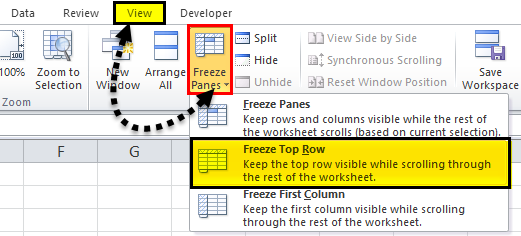 Data Review View Developer
100% Zoom to Selection
New Window
Arrange All
Freeze Panes
Split
Hide
Unhide
View Side by Side
Synchronous Scrolling
Reset Window Position
Save Workspace
Zoom
Freeze Panes
Keep rows and columns visible while the rest of
the worksheet scrolls (based on current selection).
Freeze Top Row
Keep the top row visible while scrolling through
the rest of the worksheet.
Freeze First Column
Keep the first column visible while scrolling
through the rest of the worksheet.
F G